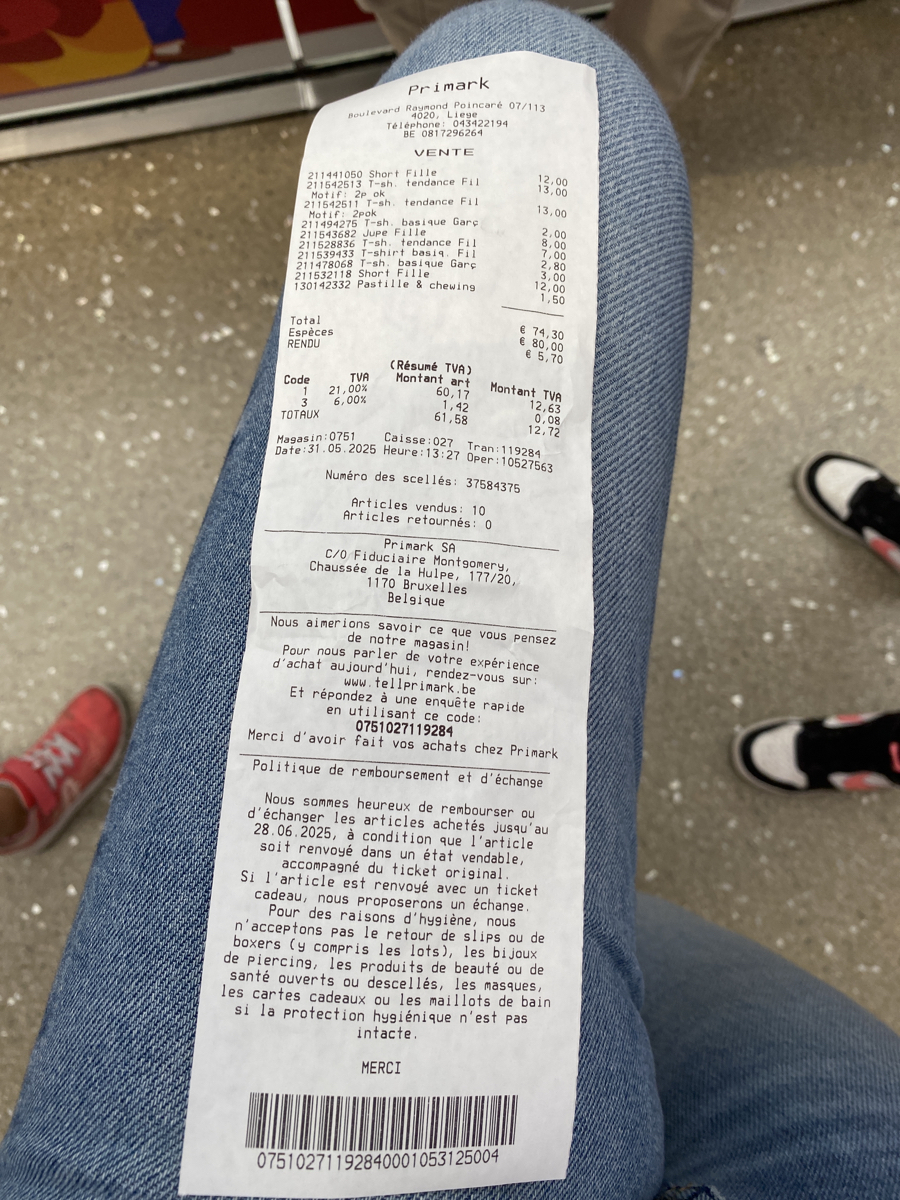 Primark
Boulevard Raymond Poincaré 07/113
4020, Liege
Téléphone: 043422194
BE 0817296264
VENTE
211441050 Short Fille 12,00
211542513 T-sh. tendance Fil 13,00
Motif: 2p ok
211542511 T-sh. tendance Fil 13,00
Motif: 2pok
211494275 T-sh. basique Garç 2,00
211543682 Jupe Fille 8,00
211528836 T-sh. tendance Fil 7,00
211539433 T-shirt basiq. Fil 2,80
211478068 T-sh. basique Garç 3,00
211532118 Short Fille 12,00
130142332 Pastille & chewing 1,50
Total € 74,30
Espèces € 80,00
RENDU € 5,70
(Résumé TVA)
Code TVA Montant art Montant TVA
1 21,00% 60,17 12,63
3 6,00% 1,42 0,08
TOTAUX 61,58 12,72
Magasin:0751 Caisse:027 Tran:119284
Date:31.05.2025 Heure:13:27 Oper:10527563
Numéro des scellés: 37584375
Articles vendus: 10
Articles retournés: 0
Primark SA
C/O Fiduciaire Montgomery,
Chaussée de la Hulpe, 177/20,
1170 Bruxelles
Belgique
Nous aimerions savoir ce que vous pensez
de notre magasin!
Pour nous parler de votre expérience
d'achat aujourd'hui, rendez-vous sur:
www.tellprimark.be
Et répondez à une enquête rapide
en utilisant ce code:
0751027119284
Merci d'avoir fait vos achats chez Primark
Politique de remboursement et d'échange
Nous sommes heureux de rembourser ou
d'échanger les articles achetés jusqu'au
28.06.2025, à condition que l'article
soit renvoyé dans un état vendable,
accompagné du ticket original.
Si l'article est renvoyé avec un ticket
cadeau, nous proposerons un échange.
Pour des raisons d'hygiène, nous
n'acceptons pas le retour de slips ou de
boxers (y compris les lots), les bijoux
de piercing, les produits de beauté ou de
santé ouverts ou descellés, les masques,
les cartes cadeaux ou les maillots de bain
si la protection hygiénique n'est pas
intacte.
MERCI
07510271192840001053125004